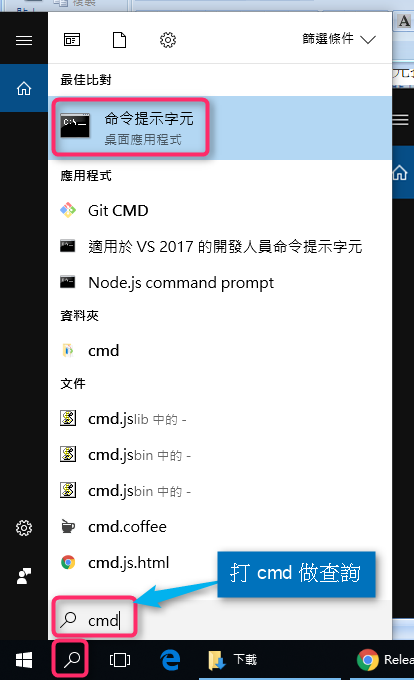 篩選條件
最佳比對
命令提示字元
桌面應用程式
應用程式
Git CMD
適用於 VS 2017 的開發人員命令提示字元
Node.js command prompt
資料夾
cmd
文件
cmd.jslib 中的 -
cmd.jsbin 中的 -
cmd.jsbin 中的 -
cmd.coffee
cmd.js.html
打 cmd 做查詢
cmd
下載
Relea